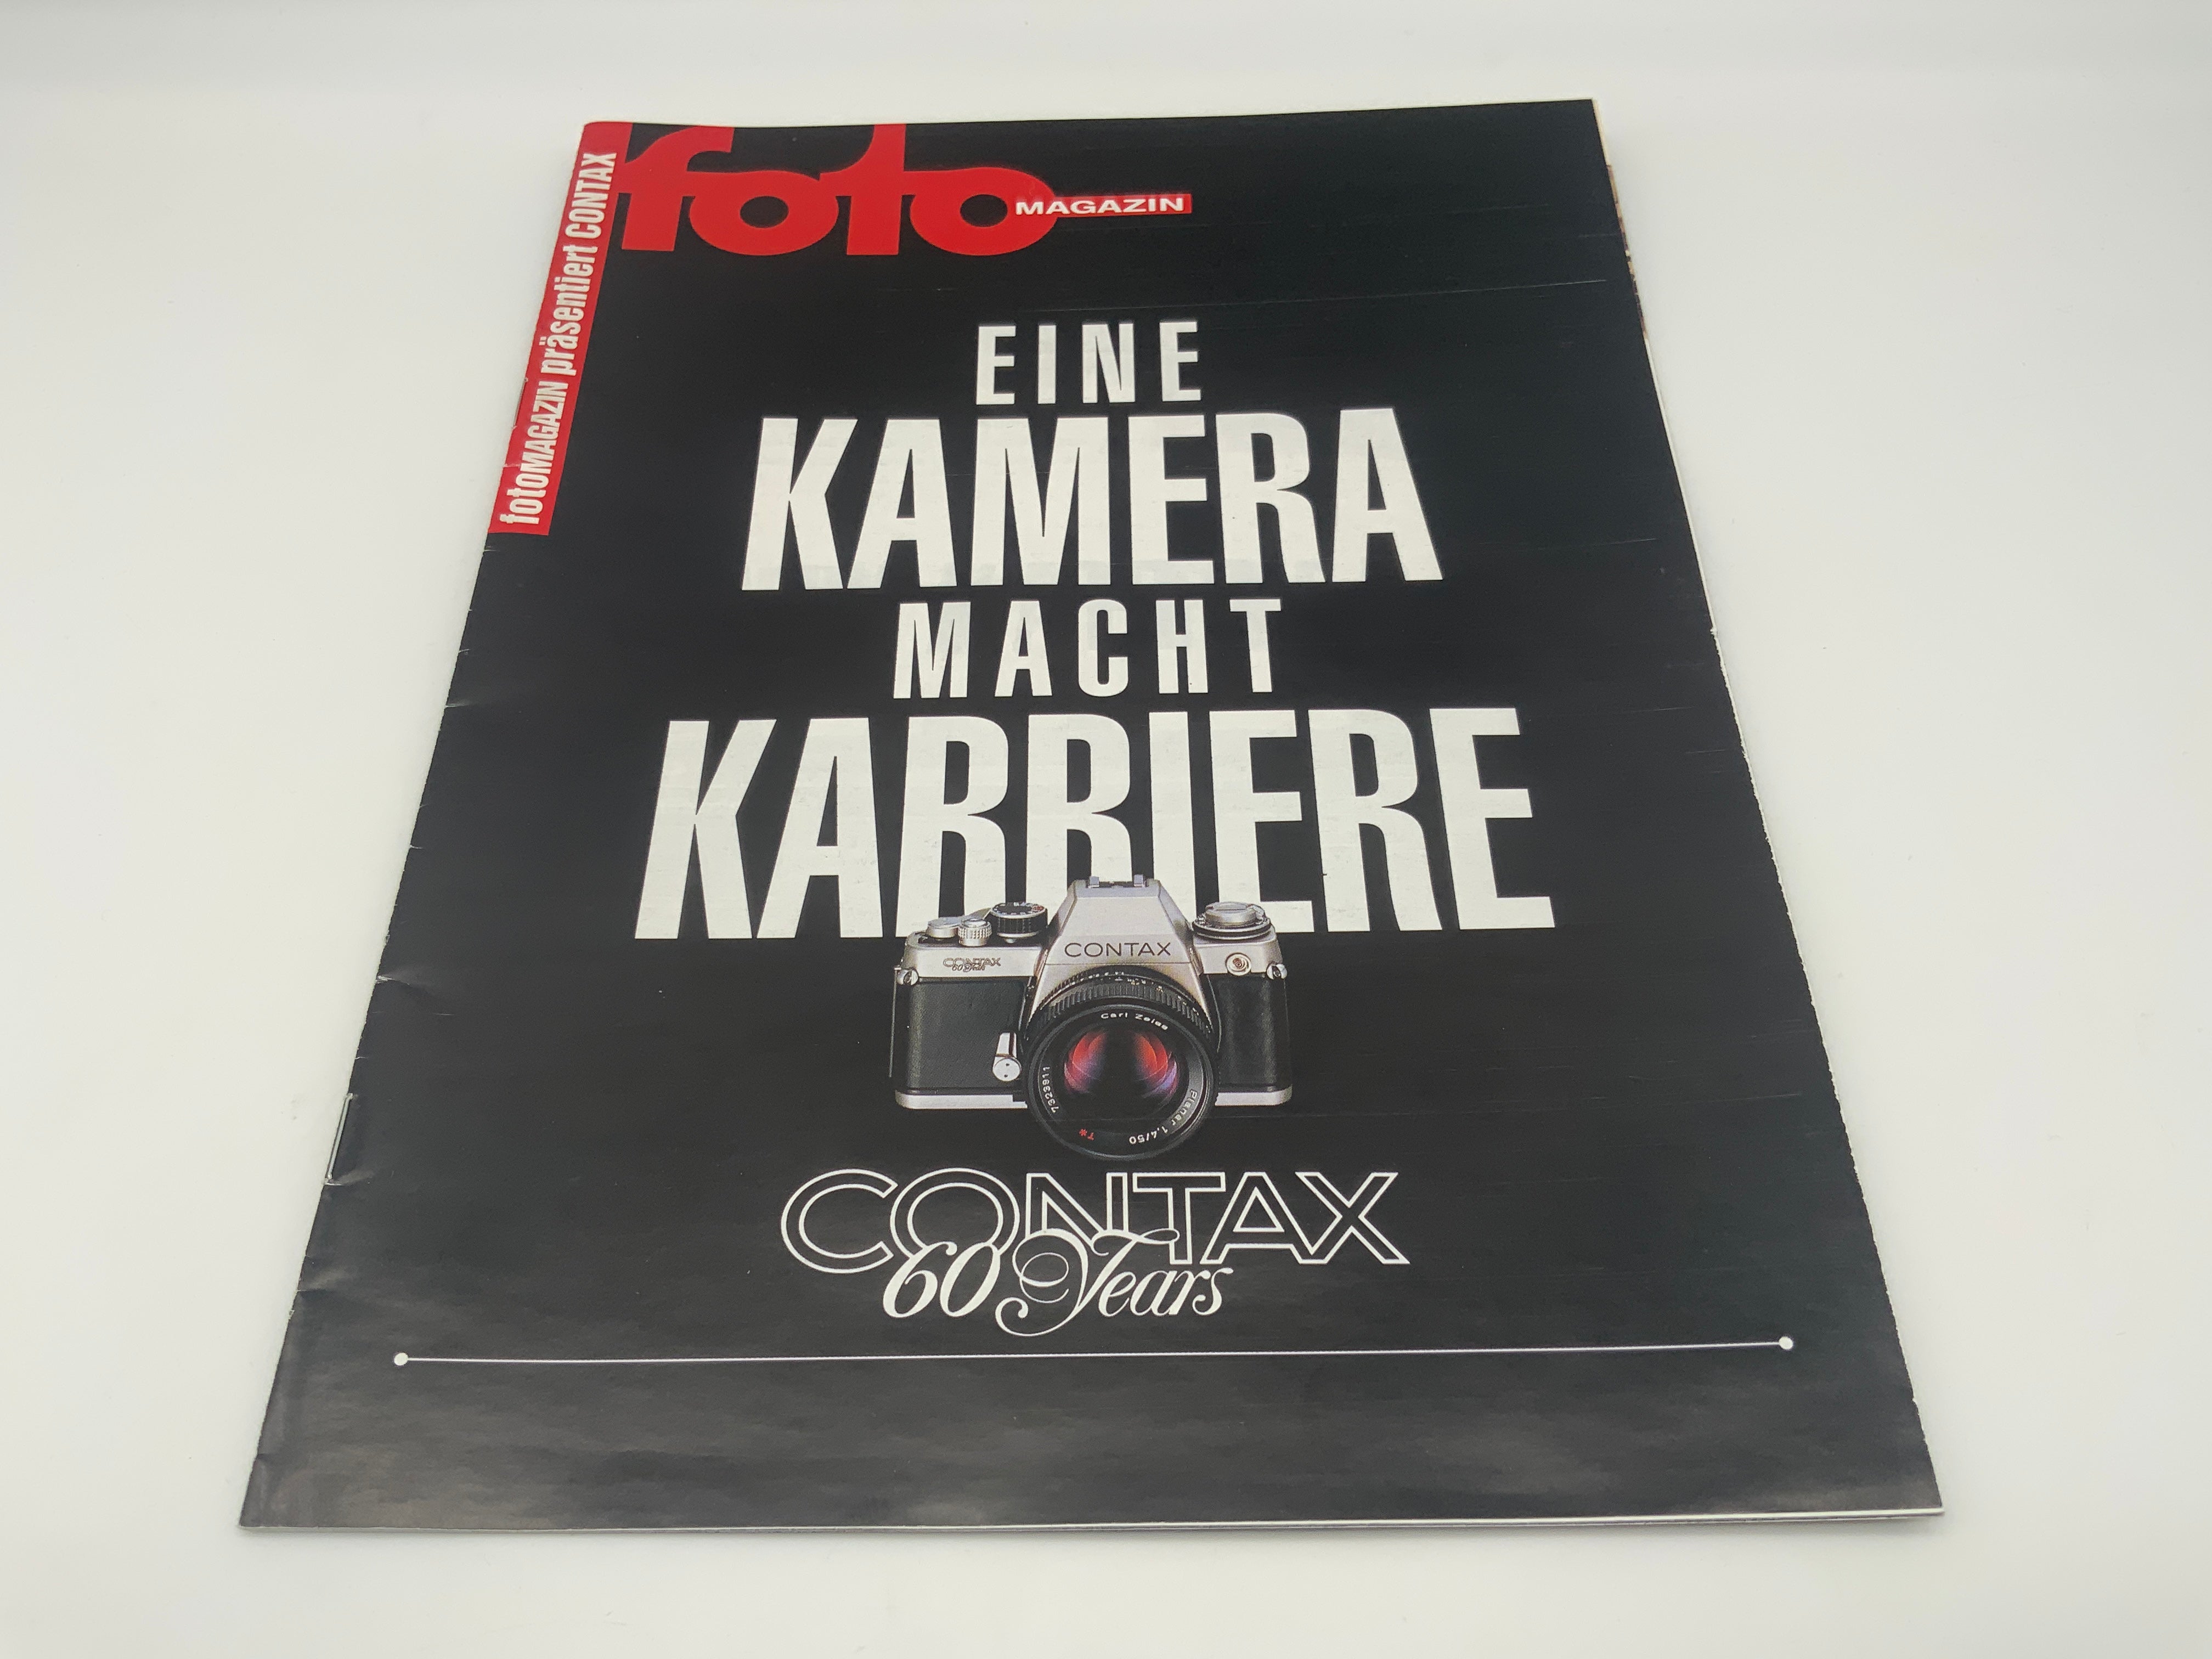 foto MAGAZIN
fotoMAGAZIN präsentiert CONTAX
EINE
KAMERA
MACHT
KARRIERE
CONTAX
CONTAX
60 Years
Carl Zeiss
Planar 1,4/50
T*
7323911
CONTAX
60 Years